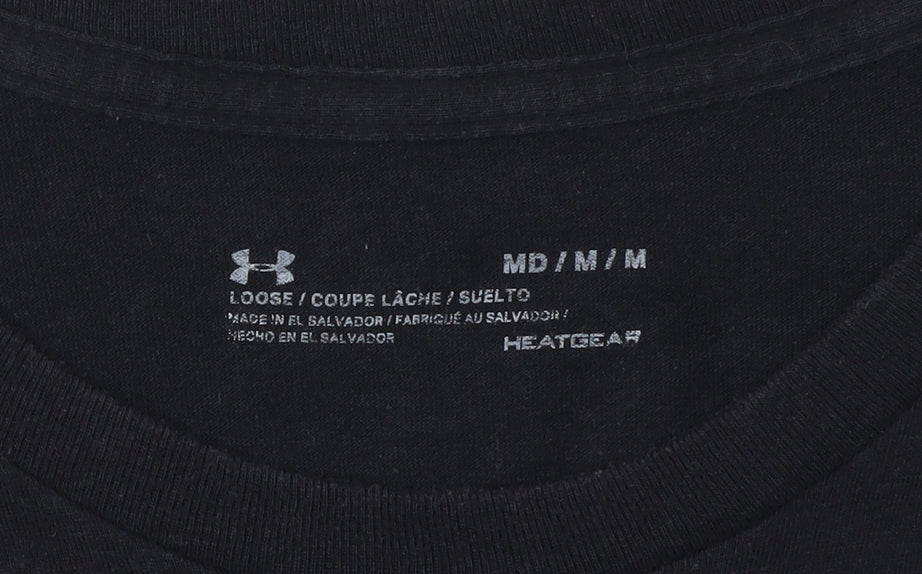 MD / M / M
LOOSE / COUPE LÂCHE / SUELTO
MADE IN EL SALVADOR / FABRIQUÉ AU SALVADOR /
HECHO EN EL SALVADOR
HEATGEAR